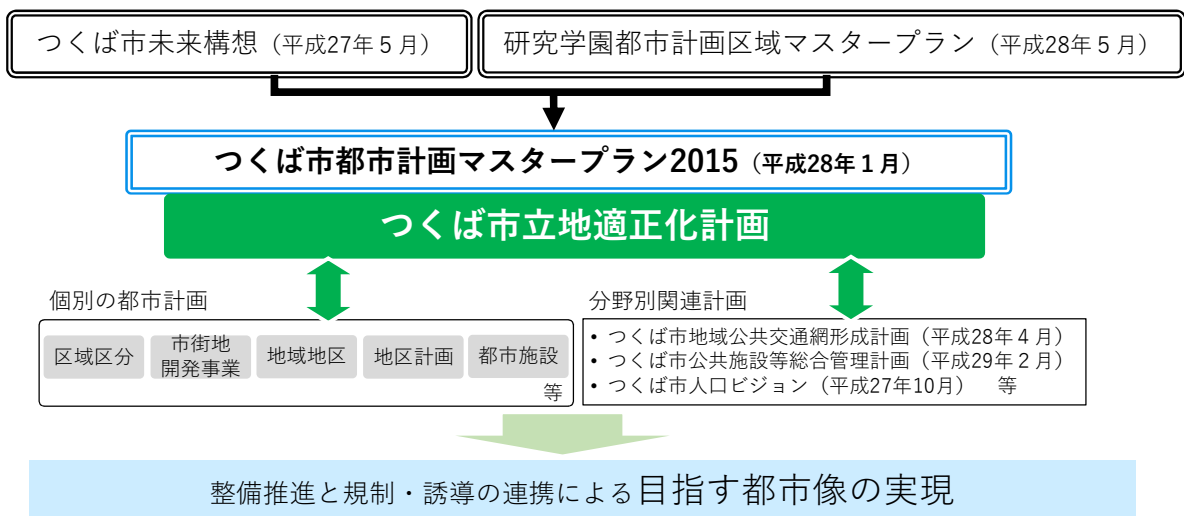 つくば市未来構想（平成27年５月）
研究学園都市計画区域マスタープラン（平成28年５月）
つくば市都市計画マスタープラン2015（平成28年１月）
つくば市立地適正化計画
個別の都市計画
区域区分
市街地
開発事業
地域地区
地区計画
都市施設
等
分野別関連計画
• つくば市地域公共交通網形成計画（平成28年４月）
• つくば市公共施設等総合管理計画（平成29年２月）
• つくば市人口ビジョン（平成27年10月）　等
整備推進と規制・誘導の連携による目指す都市像の実現